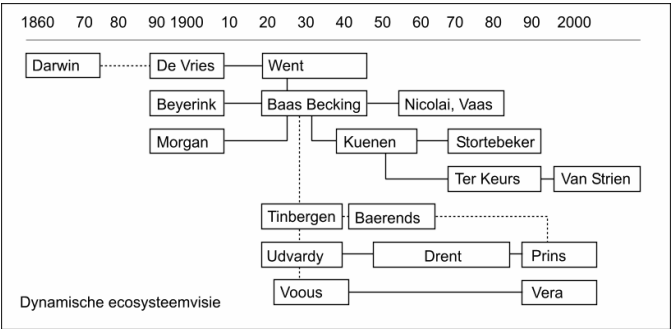 1860 70 80 90 1900 10 20 30 40 50 60 70 80 90 2000
Darwin De Vries Went
Beyerink Baas Becking Nicolai, Vaas
Morgan Kuenen Stortebeker
Ter Keurs Van Strien
Tinbergen Baerends
Udvardy Drent Prins
Voous Vera
Dynamische ecosysteemvisie